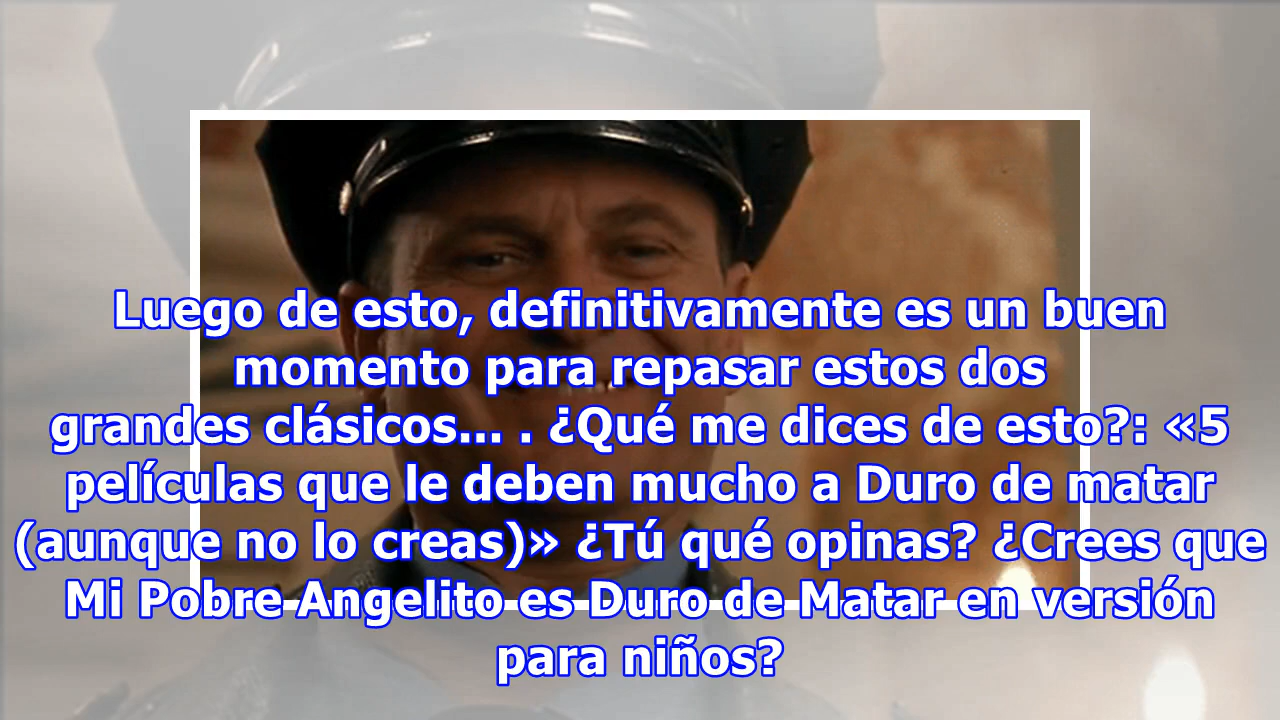 Luego de esto, definitivamente es un buen
momento para repasar estos dos
grandes clásicos... . ¿Qué me dices de esto?: «5
películas que le deben mucho a Duro de matar
(aunque no lo creas)» ¿Tú qué opinas? ¿Crees que
Mi Pobre Angelito es Duro de Matar en versión
para niños?